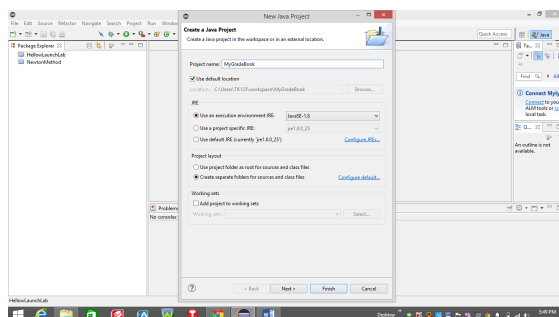 New Java Project
File Edit Source Refactor Navigate Search Project Run Window
Quick Access
Java
Package Explorer
HellowLaunchLab
NewtonMethod
Create a Java Project
Create a Java project in the workspace or in an external location.
Project name: MyGradeBook
Use default location
Location: C:\Users\TK123\workspace\MyGradeBook Browse...
JRE
Use an execution environment JRE: JavaSE-1.8
Use a project specific JRE: jre1.8.0_25
Use default JRE (currently 'jre1.8.0_25') Configure JREs...
Project layout
Use project folder as root for sources and class files
Create separate folders for sources and class files Configure default...
Working sets
Add project to working sets
Working sets: Select...
< Back Next > Finish Cancel
Problems
No consoles
Find All
Connect Myly
Connect to you
ALM tools or cr
local task.
An outline is not
available.
HellowLaunchLab
Desktop
5:49 PM